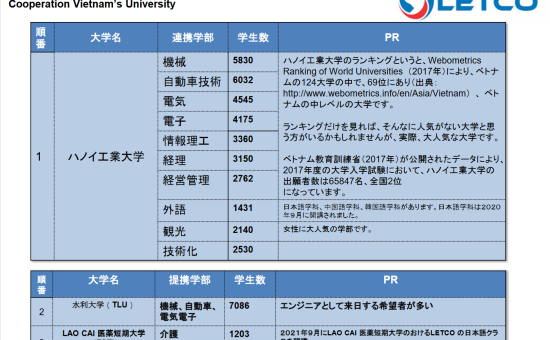 Cooperation Vietnam's University
LETCO
順番 大学名 連携学部 学生数 PR
1 ハノイ工業大学
機械 5830
自動車技術 6032
電気 4545
電子 4175
情報理工 3360
経理 3150
経営管理 2762
外語 1431
観光 2140
技術化 2530
ハノイ工業大学のランキングというと、Webometrics
Ranking of World Universities（2017年）により、ベトナ
ムの124大学の中で、69位にあり(出典:
http://www.webometrics.info/en/Asia/Vietnam）、ベト
ナムの中レベルの大学です。
ランキングだけを見れば、そんなに人気がない大学と思
う方がいるかもしれませんが、実際、大人気な大学です。
ベトナム教育訓練省(2017年）が公開されたデータにより、
2017年度の大学入学試験において、ハノイ工業大学の
出願者数は65847名、全国2位
になっています。
日本語学科、中国語学科、韓国語学科があります。日本語学科は2020
年9月に開講されました。
女性に大人気の学部です。
順番 大学名 提携学部 学生数 PR
2 水利大学（TLU） 機械、自動車、
電気電子 7086 エンジニアとして来日する希望者が多い
LAO CAI 医薬短期大学 介護 1203 2021年9月にLAO CAI 医薬短期大学のおけるLETCO の日本語クラ